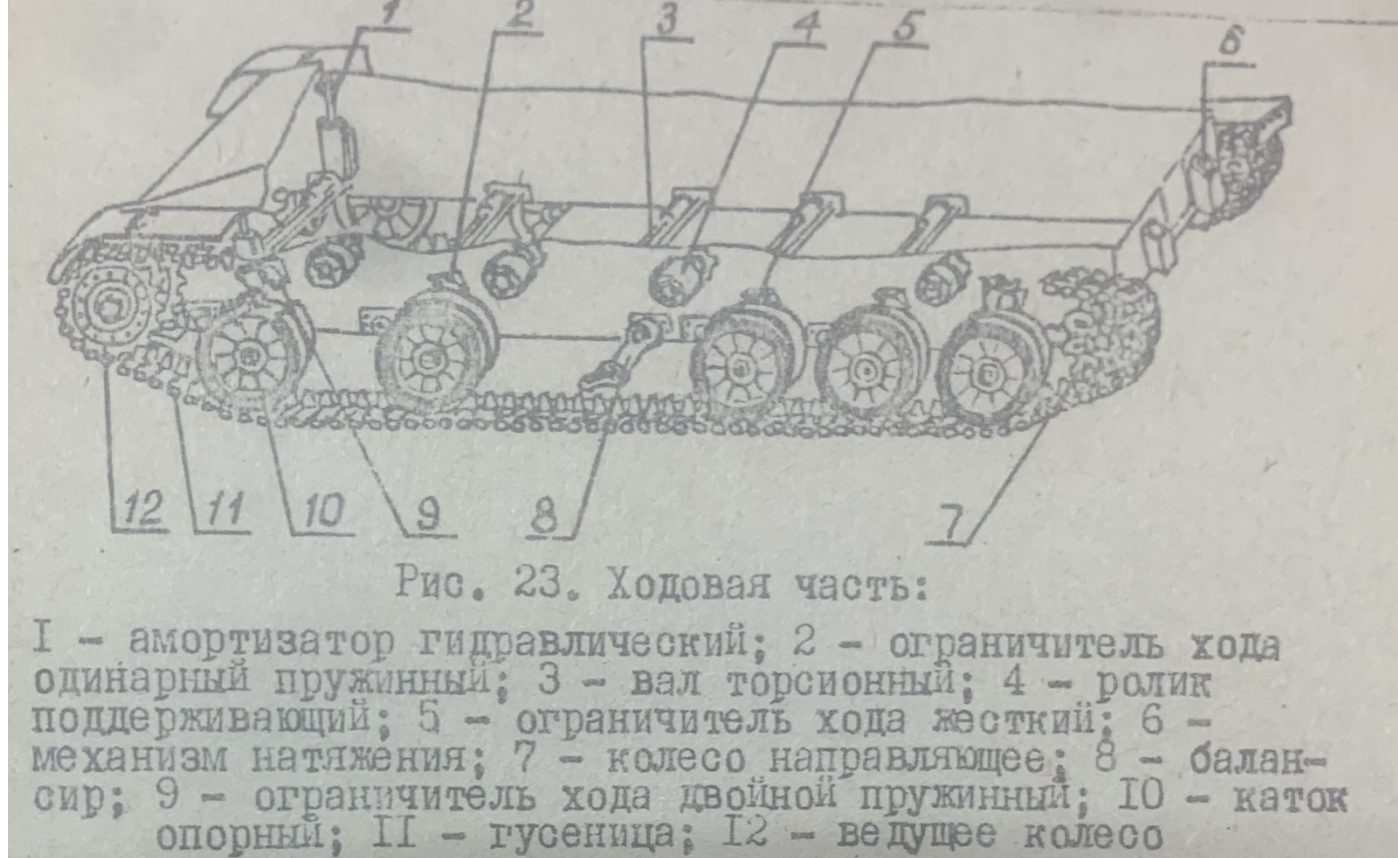 1 2 3 4 5 6
12 11 10 9 8 7
Рис. 23. Ходовая часть:
I - амортизатор гидравлический; 2 - ограничитель хода
одинарный пружинный; 3 - вал торсионный; 4 - ролик
поддерживающий; 5 - ограничитель хода жесткий; 6 -
механизм натяжения; 7 - колесо направляющее; 8 - балан-
сир; 9 - ограничитель хода двойной пружинный; IO - каток
опорный; II - гусеница; I2 - ведущее колесо